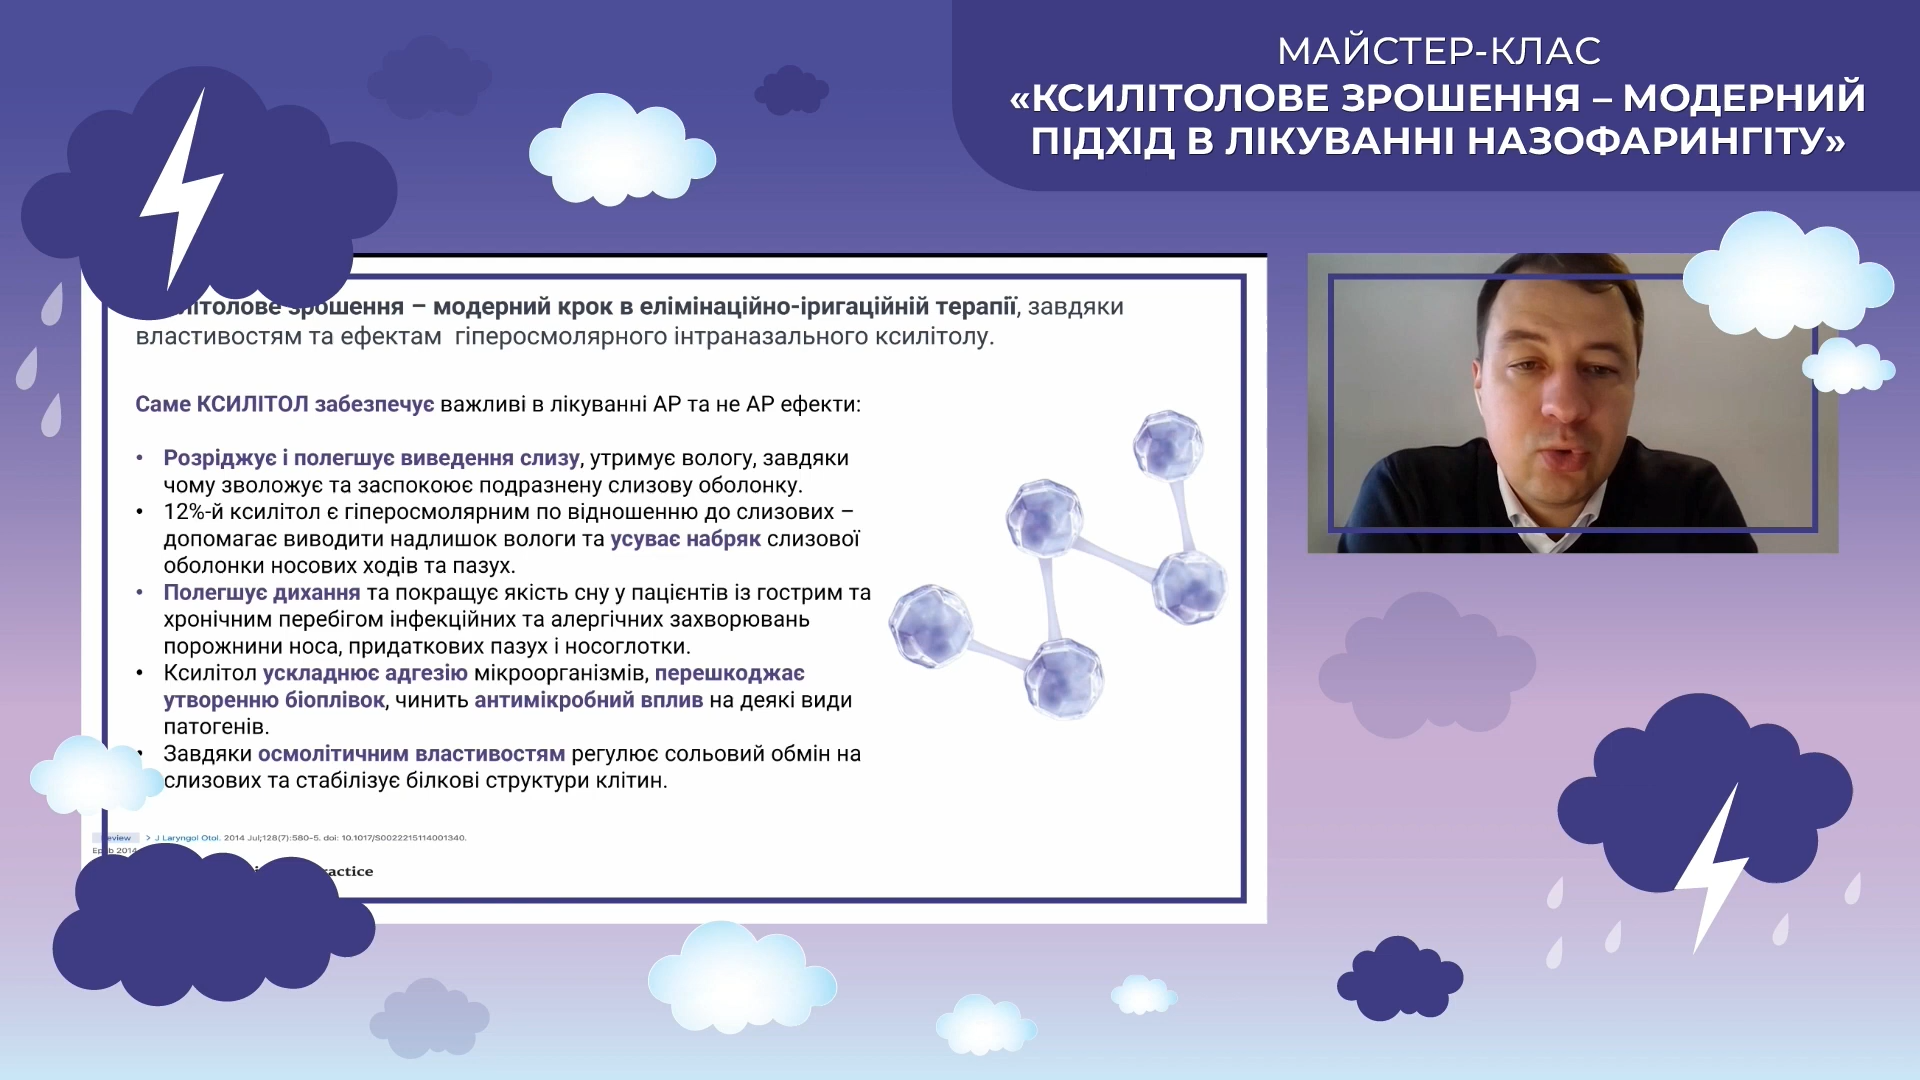 МАЙСТЕР-КЛАС
«КСИЛІТОЛОВЕ ЗРОШЕННЯ – МОДЕРНИЙ
ПІДХІД В ЛІКУВАННІ НАЗОФАРИНГІТУ»
зрошення – модерний крок в елімінаційно-іригаційній терапії, завдяки
властивостям та ефектам гіперосмолярного інтраназального ксилітолу.
Саме КСИЛІТОЛ забезпечує важливі в лікуванні АР та не АР ефекти:
• Розріджує і полегшує виведення слизу, утримує вологу, завдяки
чому зволожує та заспокоює подразнену слизову оболонку.
• 12%-й ксилітол є гіперосмолярним по відношенню до слизових –
допомагає виводити надлишок вологи та усуває набряк слизової
оболонки носових ходів та пазух.
• Полегшує дихання та покращує якість сну у пацієнтів із гострим та
хронічним перебігом інфекційних та алергічних захворювань
порожнини носа, придаткових пазух і носоглотки.
• Ксилітол ускладнює адгезію мікроорганізмів, перешкоджає
утворенню біоплівок, чинить антимікробний вплив на деякі види
патогенів.
• Завдяки осмолітичним властивостям регулює сольовий обмін на
слизових та стабілізує білкові структури клітин.
Review > J Laryngol Otol. 2014 Jul;128(7):580-5. doi: 10.1017/S0022215114001340.
Epub 2014